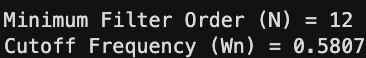 Minimum Filter Order (N) = 12
Cutoff Frequency (Wn) = 0.5807